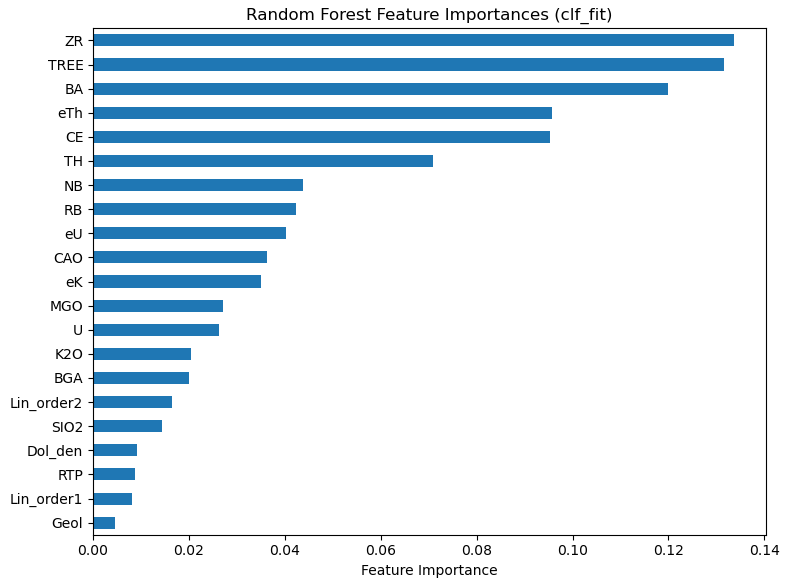 Random Forest Feature Importances (clf_fit)
ZR
TREE
BA
eTh
CE
TH
NB
RB
eU
CAO
eK
MGO
U
K2O
BGA
Lin_order2
SIO2
Dol_den
RTP
Lin_order1
Geol
0.00 0.02 0.04 0.06 0.08 0.10 0.12 0.14
Feature Importance